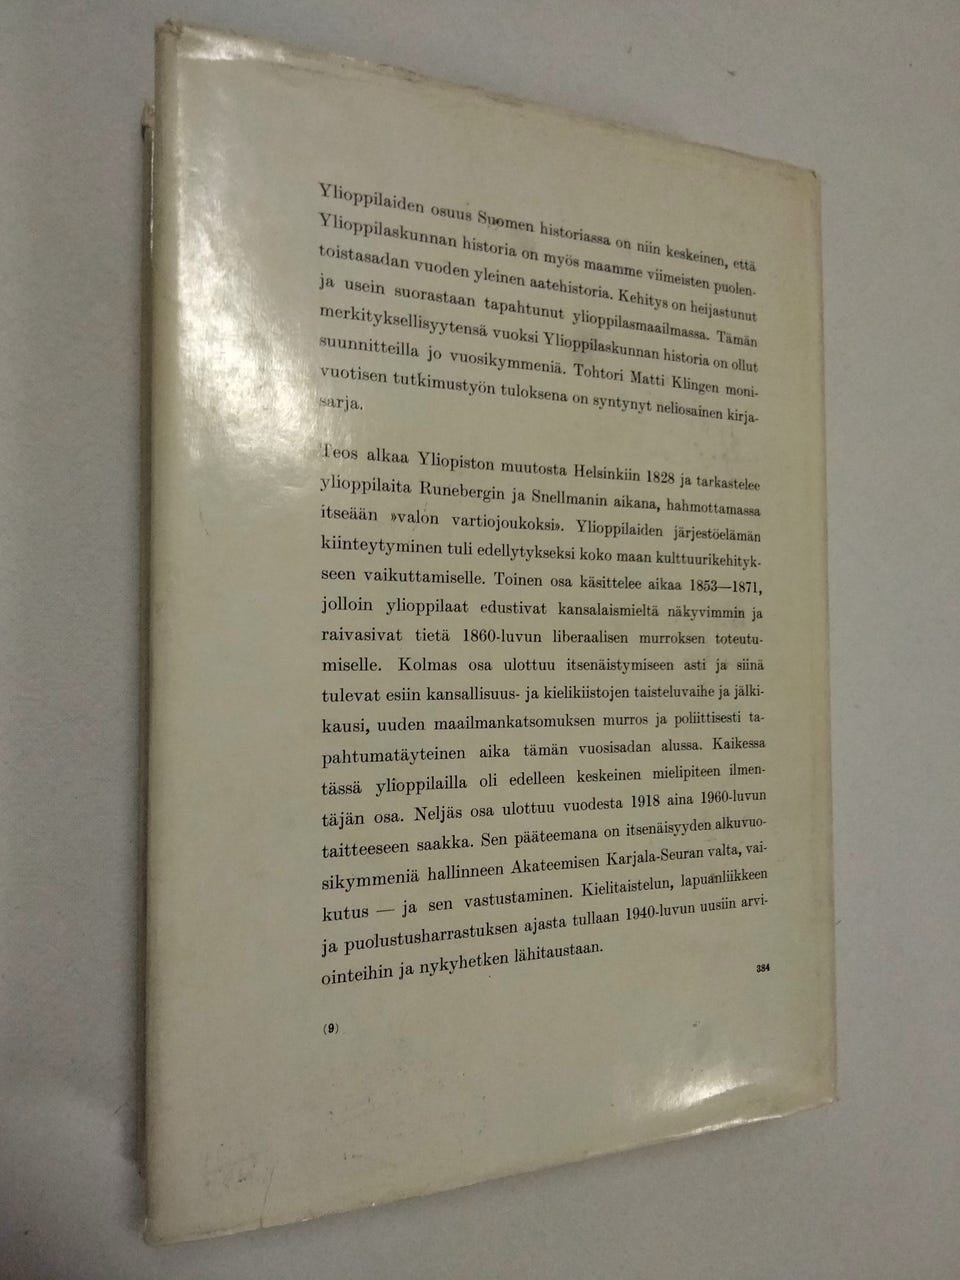 Ylioppilaiden osuus Suomen historiassa on niin keskeinen, että
Ylioppilaskunnan historia on myös maamme viimeisten puolen-
toistasadan vuoden yleinen aatehistoria. Kehitys on heijastunut
ja usein suorastaan tapahtunut ylioppilasmaailmassa. Tämän
merkityksellisyytensä vuoksi Ylioppilaskunnan historia on ollut
suunnitteilla jo vuosikymmeniä. Tohtori Matti Klingen moni-
vuotisen tutkimustyön tuloksena on syntynyt neliosainen kirja-
sarja.
Teos alkaa Yliopiston muutosta Helsinkiin 1828 ja tarkastelee
ylioppilaita Runebergin ja Snellmanin aikana, hahmottamassa
itseään »valon vartiojoukoksi». Ylioppilaiden järjestöelämän
kiinteytyminen tuli edellytykseksi koko maan kulttuurikehityk-
seen vaikuttamiselle. Toinen osa käsittelee aikaa 1853—1871,
jolloin ylioppilaat edustivat kansalaismieltä näkyvimmin ja
raivasivat tietä 1860-luvun liberaalisen murroksen toteutu-
miselle. Kolmas osa ulottuu itsenäistymiseen asti ja siinä
tulevat esiin kansallisuus- ja kielikiistojen taisteluvaihe ja jälki-
kausi, uuden maailmankatsomuksen murros ja poliittisesti ta-
pahtumatäyteinen aika tämän vuosisadan alussa. Kaikessa
tässä ylioppilailla oli edelleen keskeinen mielipiteen ilmen-
täjän osa. Neljäs osa ulottuu vuodesta 1918 aina 1960-luvun
taitteeseen saakka. Sen pääteemana on itsenäisyyden alkuvuo-
sikymmeniä hallinneen Akateemisen Karjala-Seuran valta, vai-
kutus — ja sen vastustaminen. Kielitaistelun, lapuanliikkeen
ja puolustusharrastuksen ajasta tullaan 1940-luvun uusiin arvi-
ointeihin ja nykyhetken lähitaustaan.
384
(9)